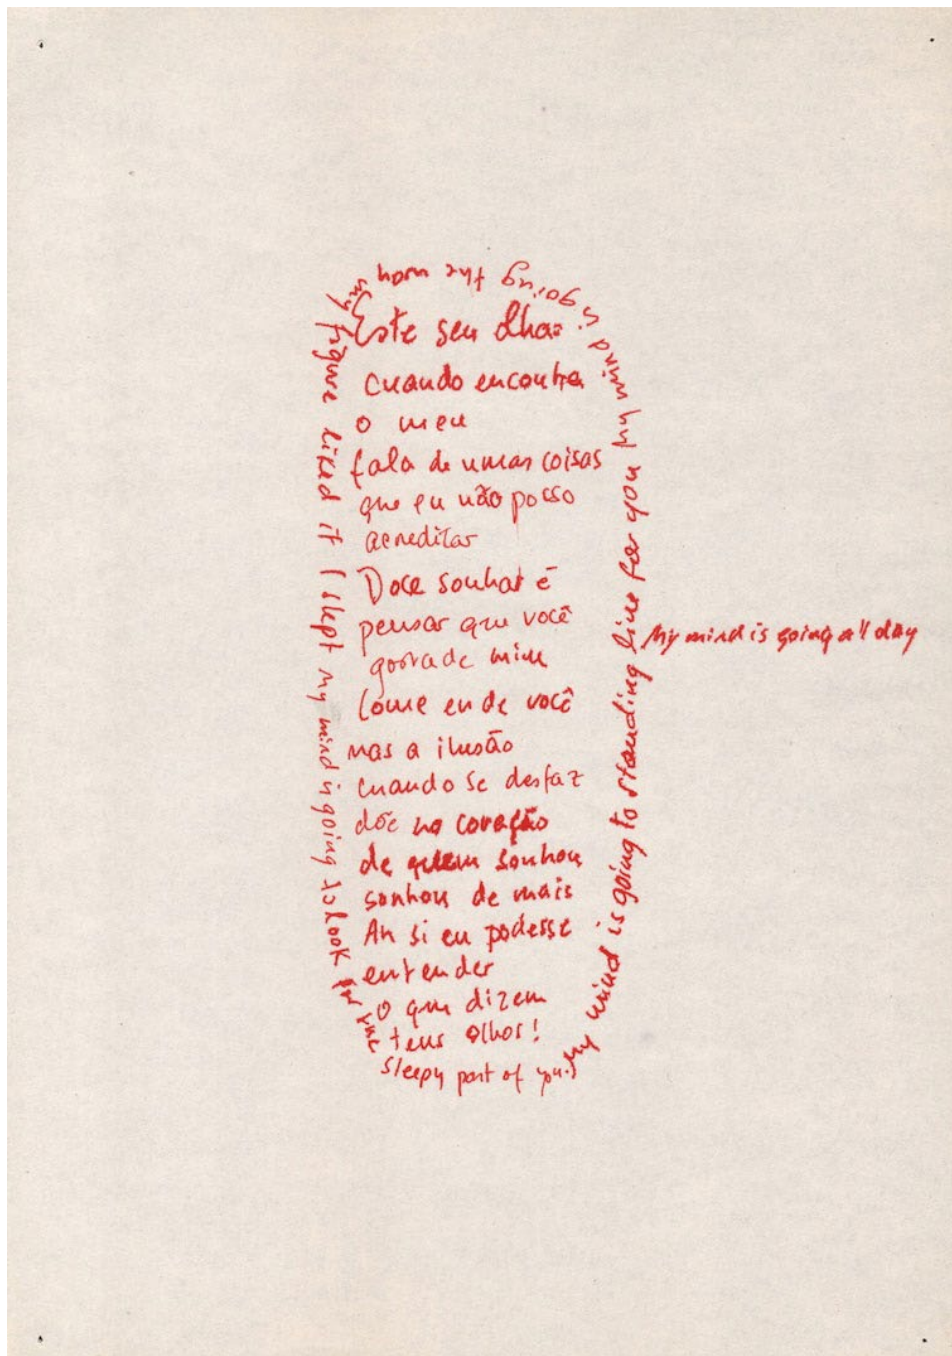 Este seu olhar
cuando encontra
o meu
fala de umas coisas
que eu não posso
acreditar
Doce sonhar é
pensar que você
gosta de mim
Come eu de você
mas a ilusão
cuando se desfaz
dóe no coração
de quem sonhou
sonhou de mais
Ah si eu podesse
entender
o que dizem
teus olhos!
my figure liked it I slept my mind is going to look for the
sleepy part of you. My mind is going to standing line for you my mind is going the
My mind is going all day